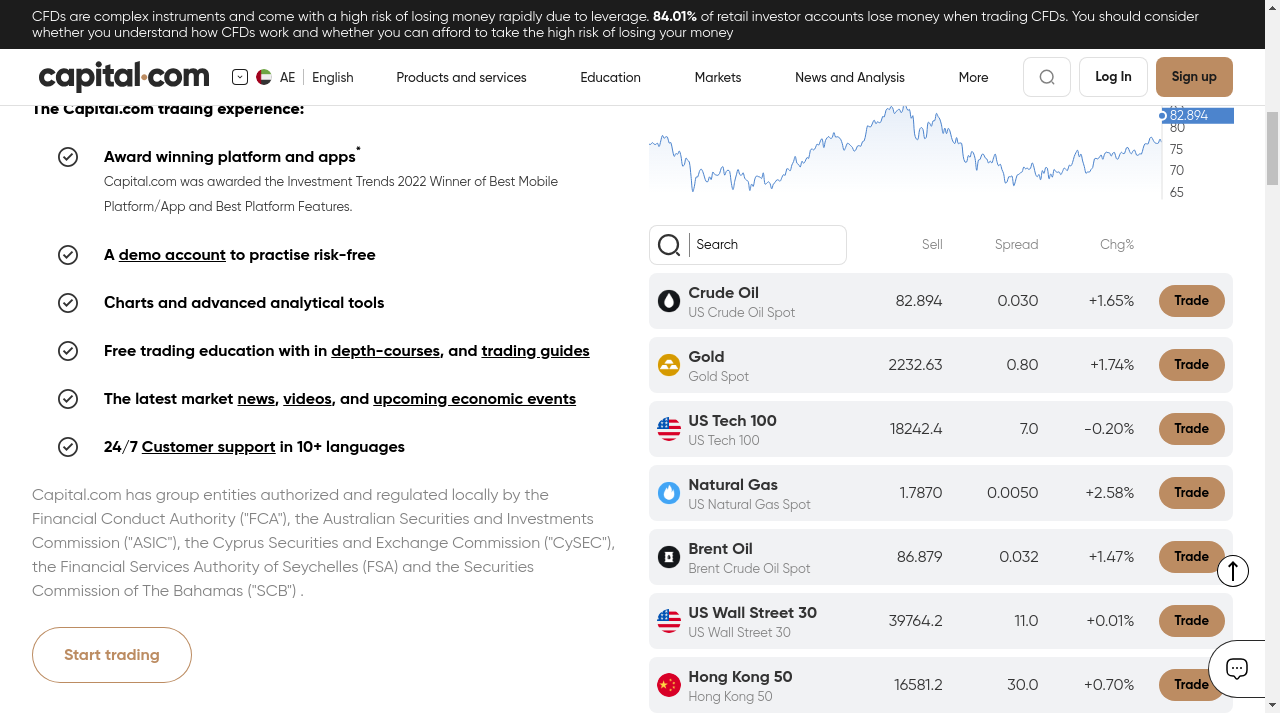 CFDs are complex instruments and come with a high risk of losing money rapidly due to leverage. 84.01% of retail investor accounts lose money when trading CFDs. You should consider
whether you understand how CFDs work and whether you can afford to take the high risk of losing your money
capital.com
AE
English
Products and services
Education
Markets
News and Analysis
More
Log In
Sign up
The Capital.com trading experience:
Award winning platform and apps*
Capital.com was awarded the Investment Trends 2022 Winner of Best Mobile
Platform/App and Best Platform Features.
A demo account to practise risk-free
Charts and advanced analytical tools
Free trading education with in depth-courses, and trading guides
The latest market news, videos, and upcoming economic events
24/7 Customer support in 10+ languages
Capital.com has group entities authorized and regulated locally by the
Financial Conduct Authority ("FCA"), the Australian Securities and Investments
Commission ("ASIC"), the Cyprus Securities and Exchange Commission ("CySEC"),
the Financial Services Authority of Seychelles (FSA) and the Securities
Commission of The Bahamas ("SCB") .
Start trading
82.894
80
75
70
65
Search Sell Spread Chg%
Crude Oil
US Crude Oil Spot
82.894 0.030 +1.65% Trade
Gold
Gold Spot
2232.63 0.80 +1.74% Trade
US Tech 100
US Tech 100
18242.4 7.0 -0.20% Trade
Natural Gas
US Natural Gas Spot
1.7870 0.0050 +2.58% Trade
Brent Oil
Brent Crude Oil Spot
86.879 0.032 +1.47% Trade
US Wall Street 30
US Wall Street 30
39764.2 11.0 +0.01% Trade
Hong Kong 50
Hong Kong 50
16581.2 30.0 +0.70% Trade